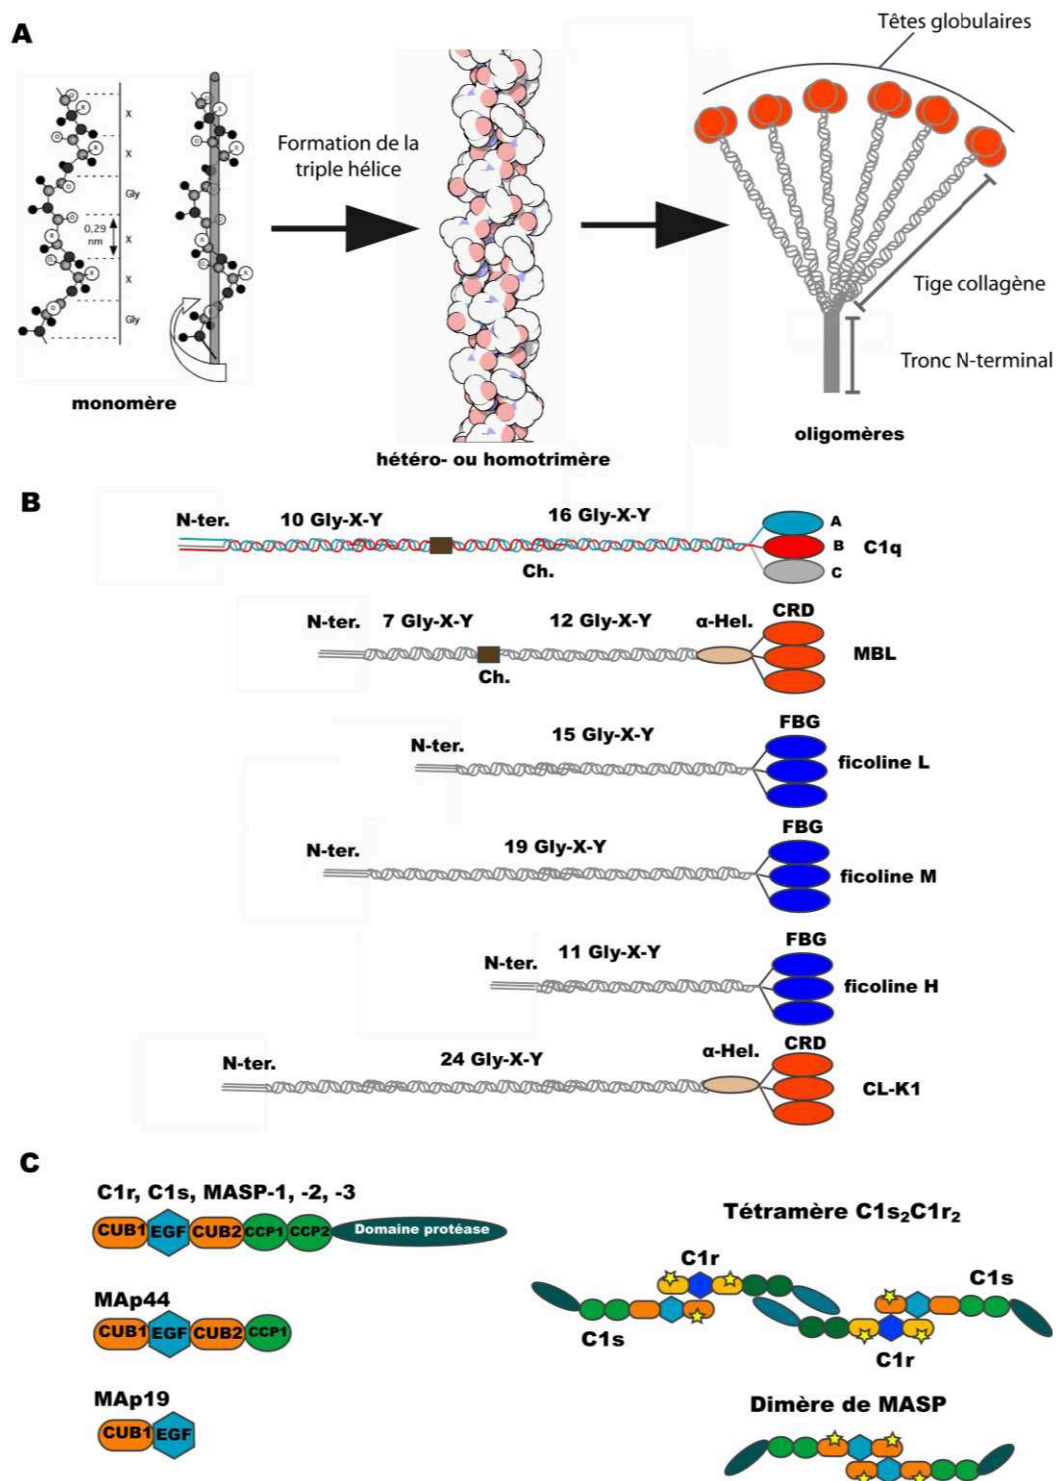 A
Têtes globulaires
X
X
Gly
0,29
nm
X
X
Gly
Formation de la
triple hélice
Tige collagène
Tronc N-terminal
monomère
hétéro- ou homotrimère
oligomères
B
N-ter.
10 Gly-X-Y
16 Gly-X-Y
Ch.
A
B
C
C1q
N-ter.
7 Gly-X-Y
12 Gly-X-Y
α-Hel.
CRD
MBL
Ch.
N-ter.
15 Gly-X-Y
FBG
ficoline L
N-ter.
19 Gly-X-Y
FBG
ficoline M
N-ter.
11 Gly-X-Y
FBG
ficoline H
N-ter.
24 Gly-X-Y
α-Hel.
CRD
CL-K1
C
C1r, C1s, MASP-1, -2, -3
CUB1 EGF CUB2 CCP1 CCP2 Domaine protéase
MAp44
CUB1 EGF CUB2 CCP1
MAp19
CUB1 EGF
Tétramère C1s₂C1r₂
C1r
C1s
C1s
C1r
Dimère de MASP